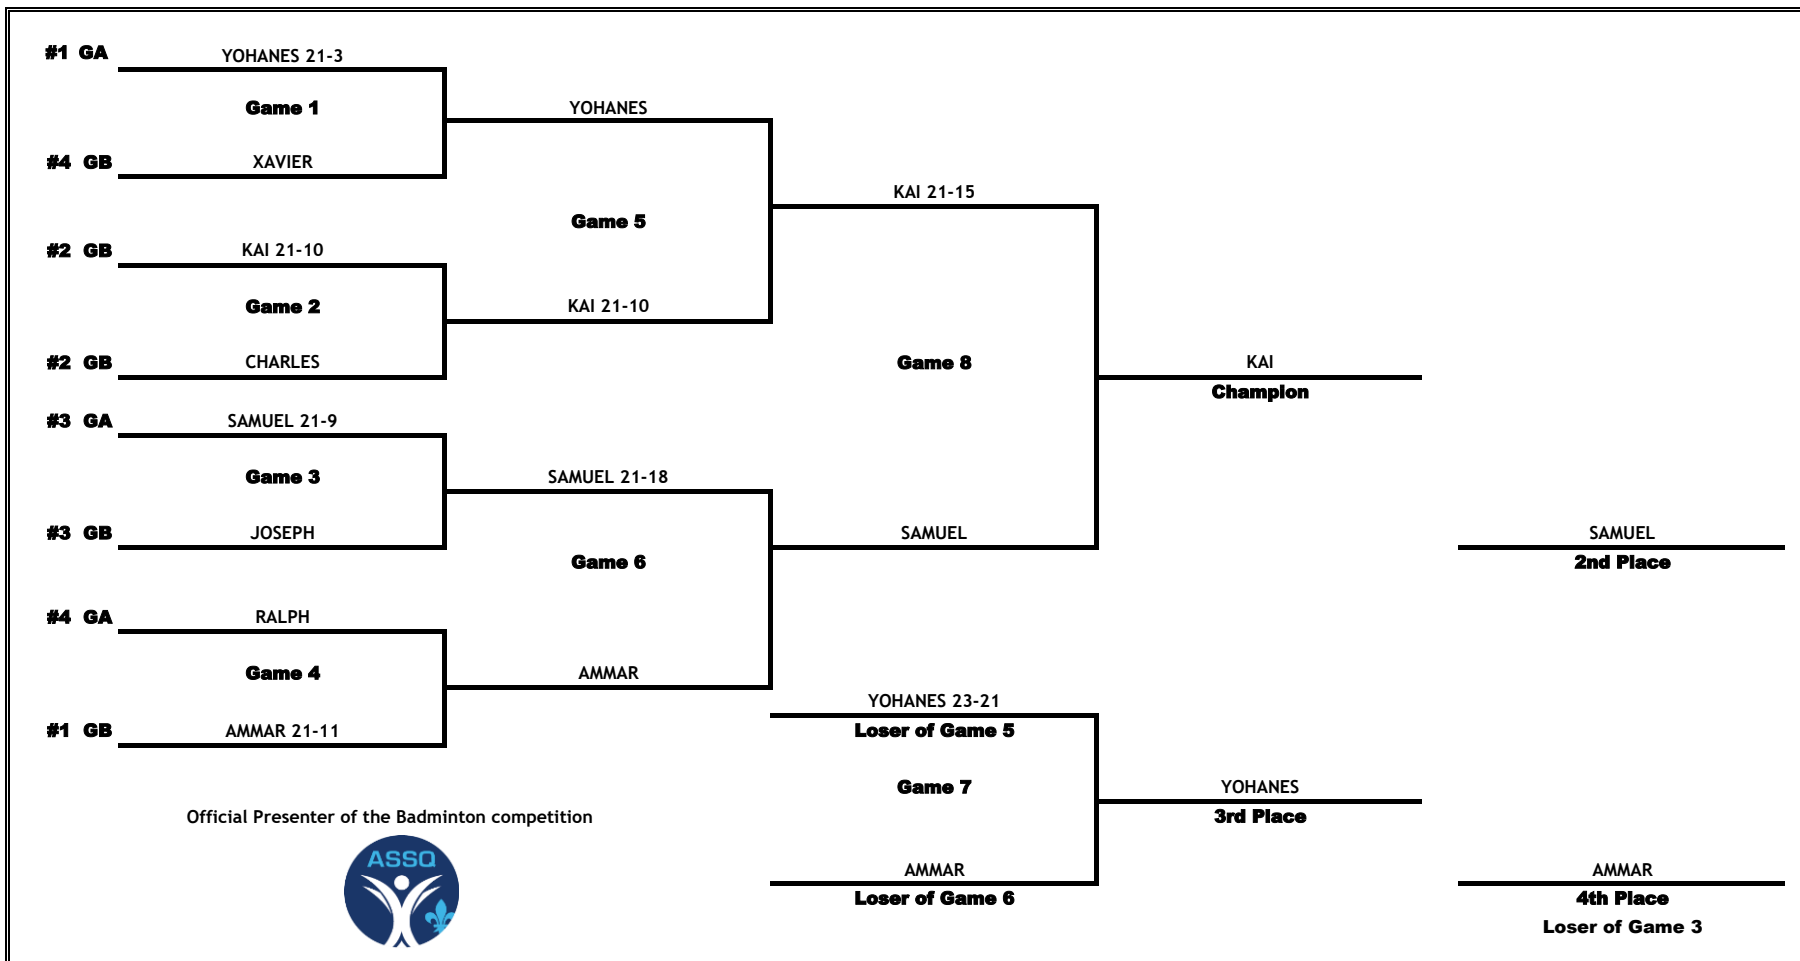 #1 GA
YOHANES 21-3
Game 1
YOHANES
#4 GB
XAVIER
KAI 21-15
Game 5
#2 GB
KAI 21-10
Game 2
KAI 21-10
#2 GB
CHARLES
Game 8
KAI
Champion
#3 GA
SAMUEL 21-9
Game 3
SAMUEL 21-18
#3 GB
JOSEPH
SAMUEL
SAMUEL
Game 6
2nd Place
#4 GA
RALPH
Game 4
AMMAR
YOHANES 23-21
#1 GB
AMMAR 21-11
Loser of Game 5
Game 7
YOHANES
3rd Place
Official Presenter of the Badminton competition
ASSQ
AMMAR
AMMAR
Loser of Game 6
4th Place
Loser of Game 3